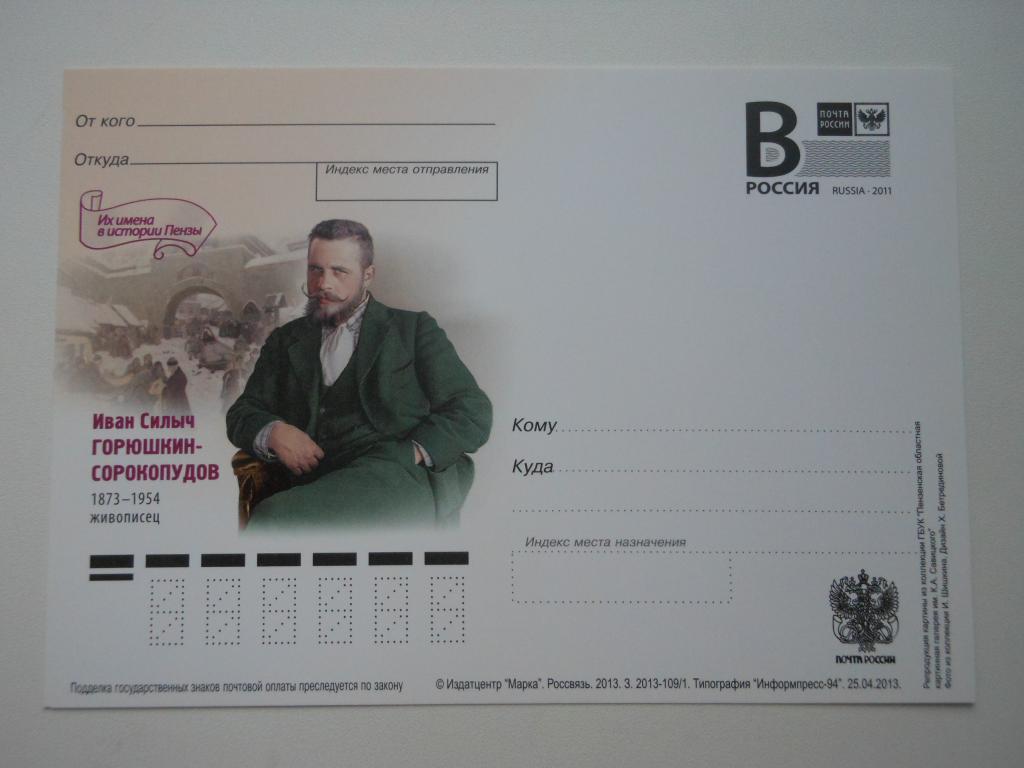 От кого
Откуда
Индекс места отправления
Их имена
в истории Пензы
Иван Силыч
ГОРЮШКИН-
СОРОКОПУДОВ
1873–1954
живописец
B
ПОЧТА
РОССИИ
РОССИЯ
RUSSIA · 2011
Кому
Куда
Индекс места назначения
ПОЧТА РОССИИ
Репродукция картины из коллекции ГБУК "Пензенская областная
картинная галерея им. К.А. Савицкого"
Фото из коллекции И. Шишкина. Дизайн Х. Бетрединовой
Подделка государственных знаков почтовой оплаты преследуется по закону
© Издатцентр "Марка". Россвязь. 2013. З. 2013-109/1. Типография "Информпресс-94". 25.04.2013.